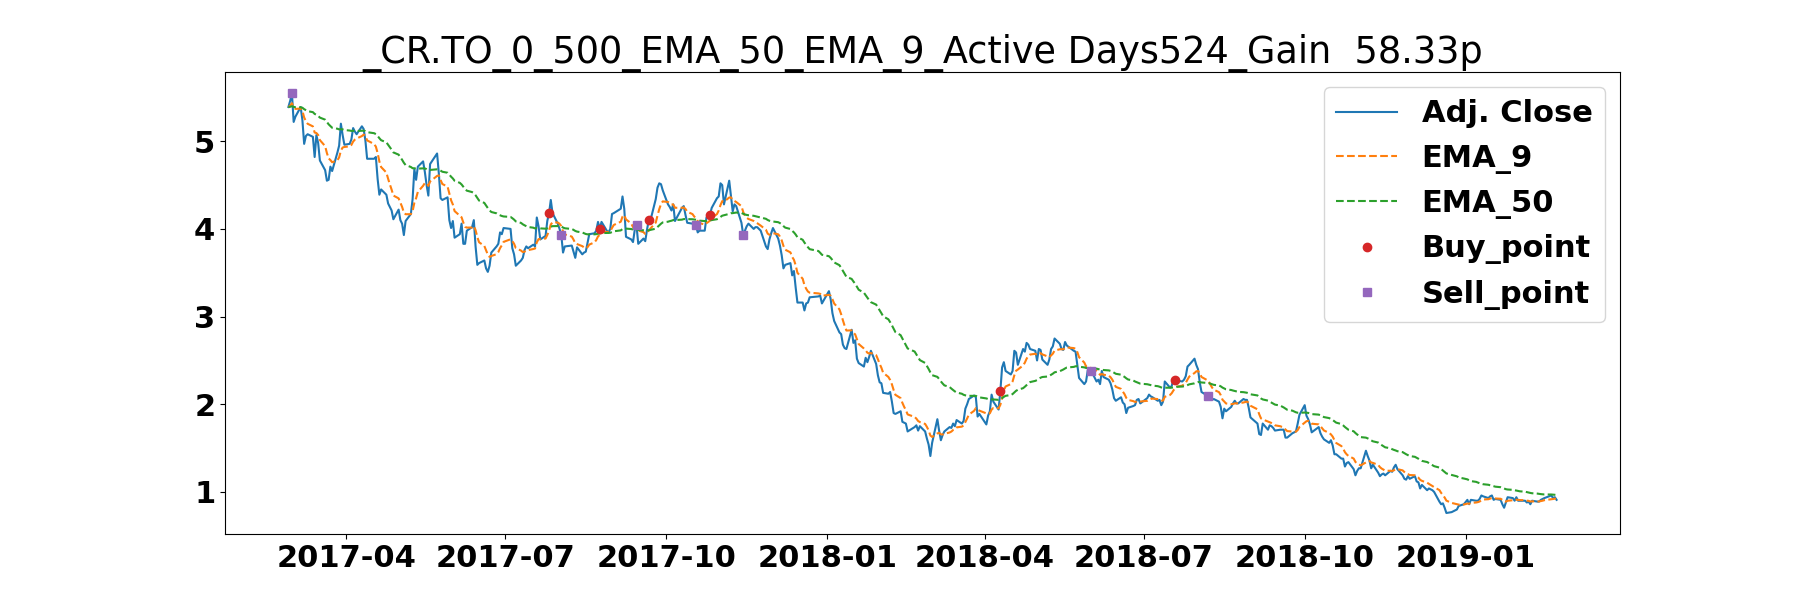 _CR.TO_0_500_EMA_50_EMA_9_Active Days524_Gain  58.33p
Adj. Close
EMA_9
EMA_50
Buy_point
Sell_point
5
4
3
2
1
2017-04 2017-07 2017-10 2018-01 2018-04 2018-07 2018-10 2019-01